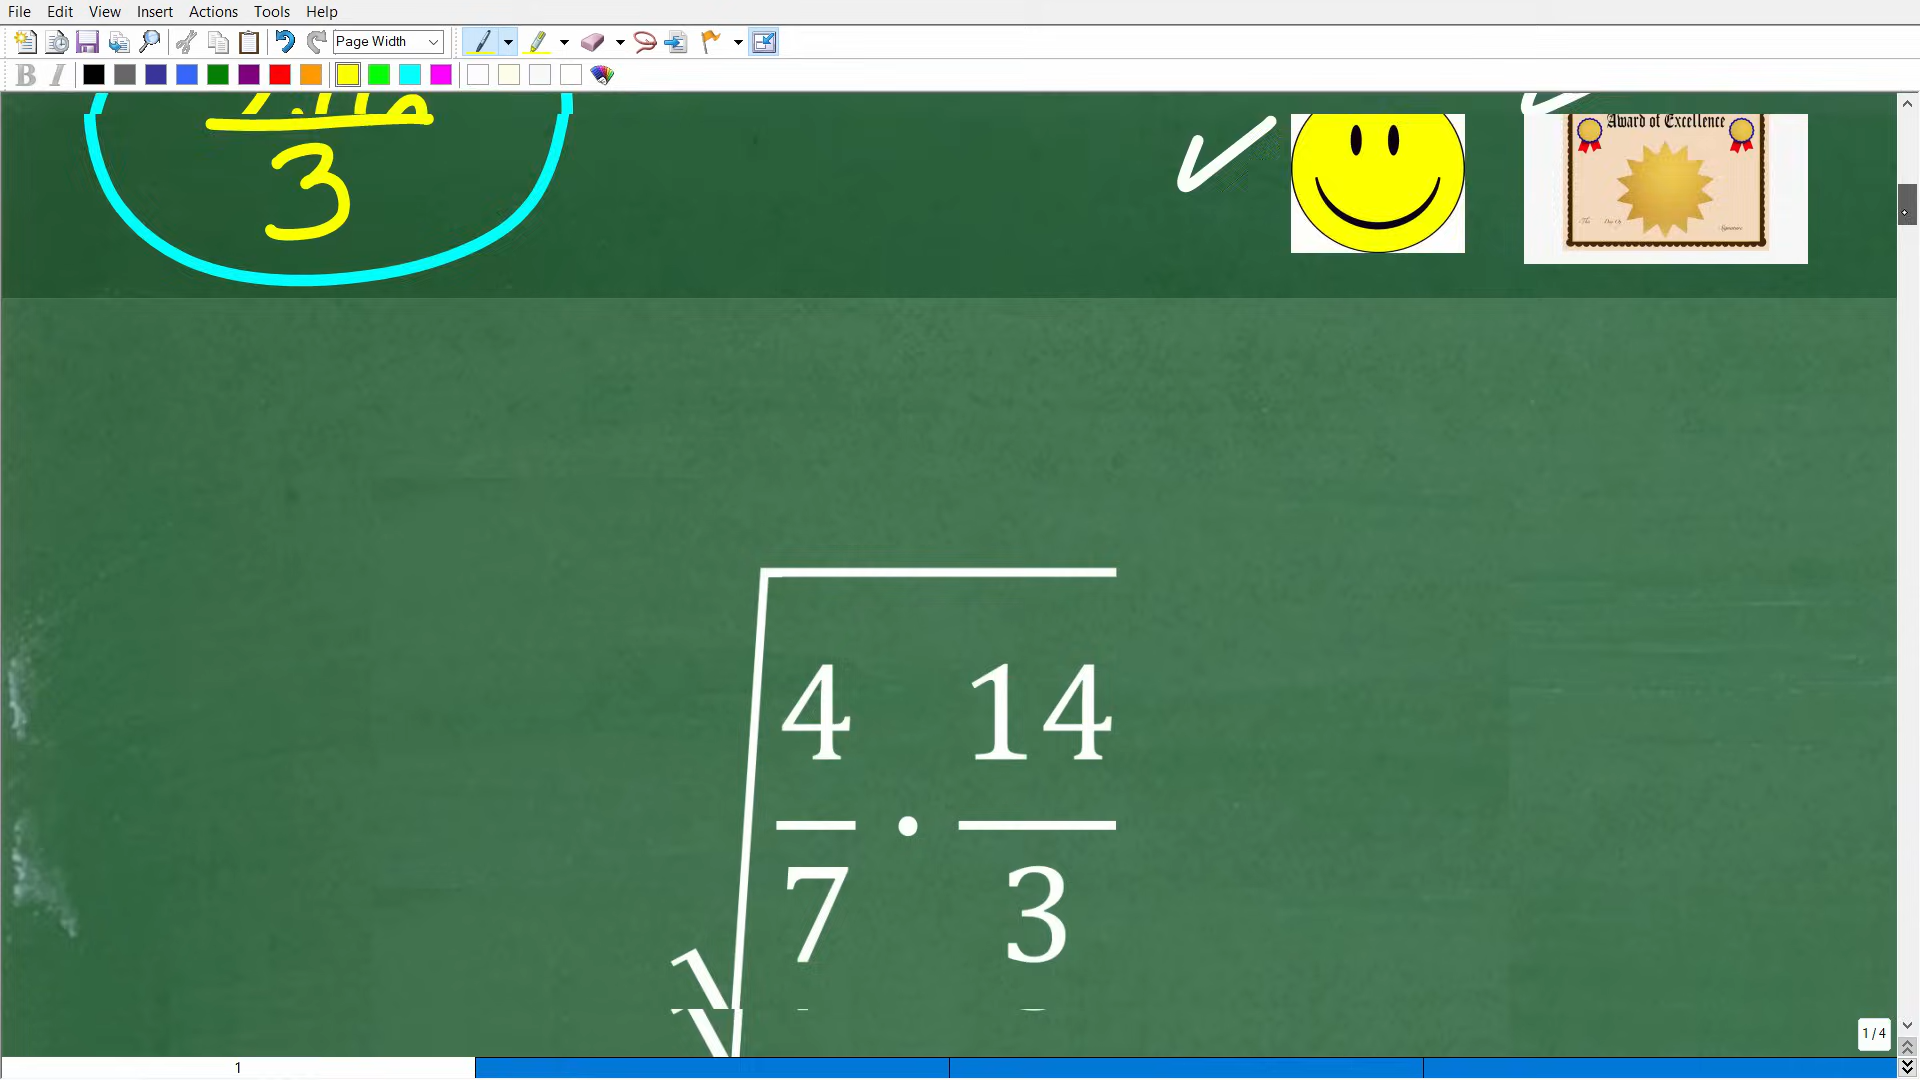 File Edit View Insert Actions Tools Help
Page Width
B I
3
Award of Excellence
√ 4/7 · 14/3
1 / 4
1